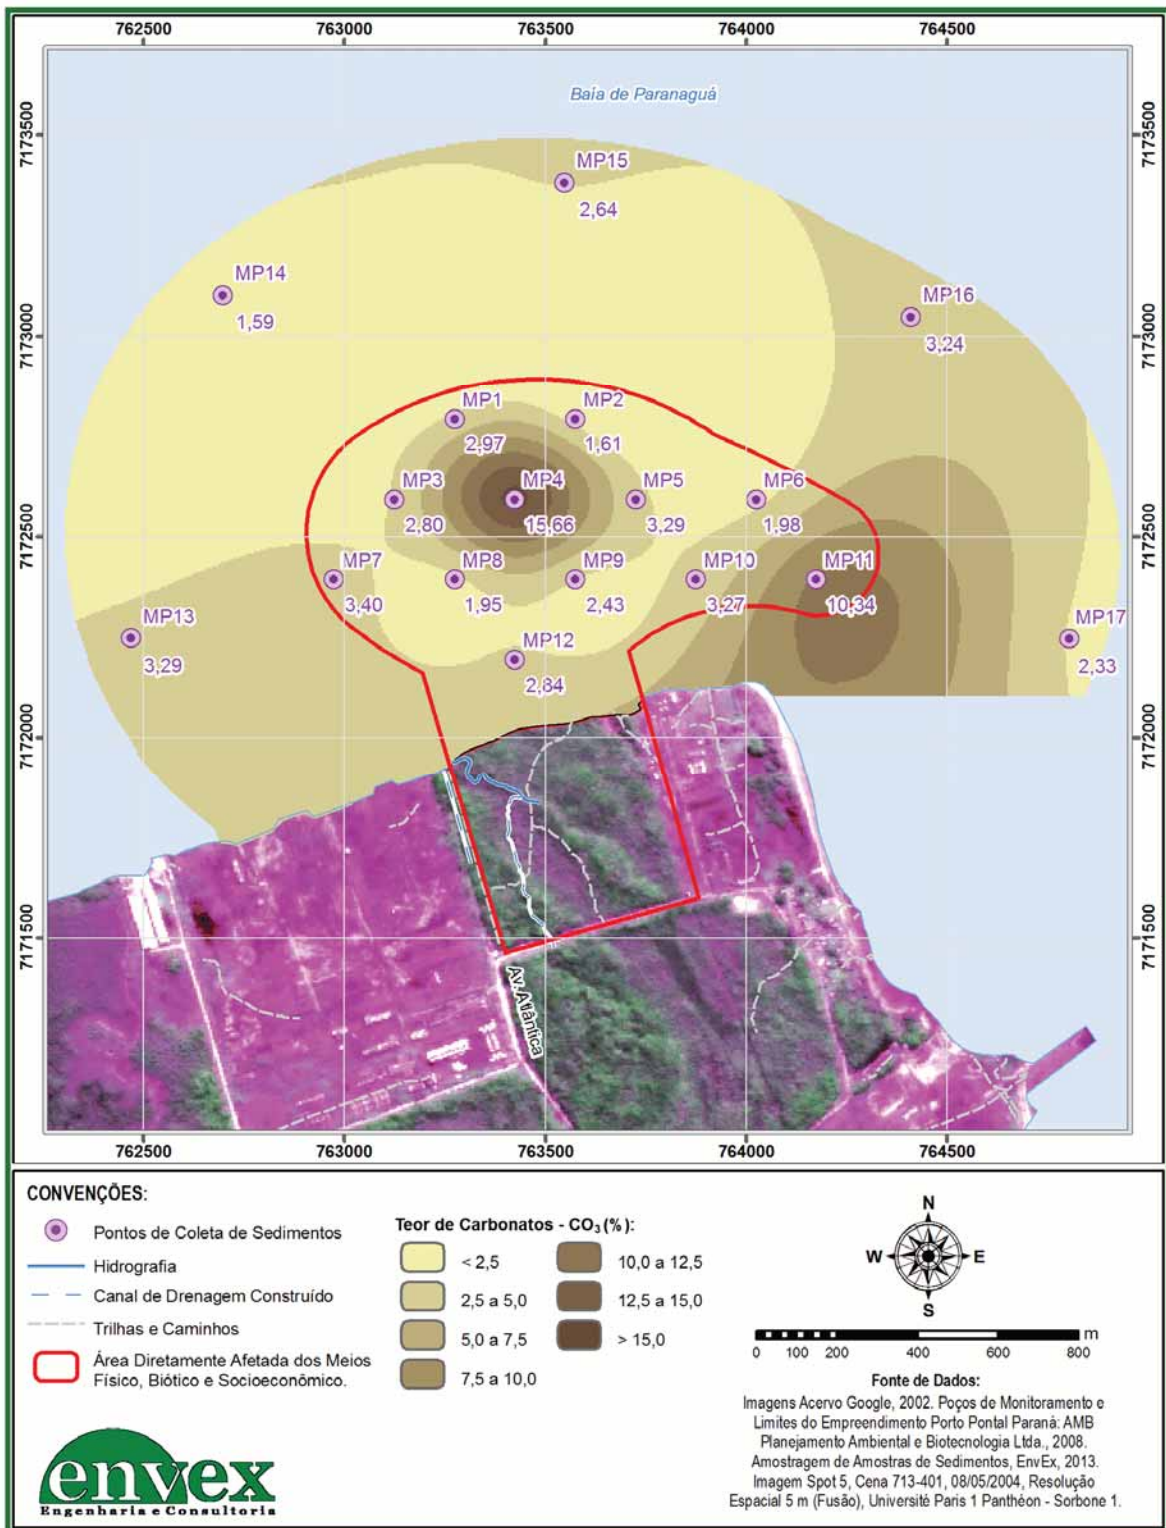 762500 763000 763500 764000 764500
Baía de Paranaguá
7173500 7173500
MP15
2,64
MP14
1,59
MP16
3,24
7173000 7173000
MP1 MP2
2,97 1,61
MP3 MP4 MP5 MP6
2,80 15,66 3,29 1,98
7172500 7172500
MP7 MP8 MP9 MP10 MP11
3,40 1,95 2,43 3,27 10,34
MP13 MP17
3,29 2,33
MP12
2,84
7172000 7172000
7171500 7171500
Av. Atlântica
762500 763000 763500 764000 764500
CONVENÇÕES:
Pontos de Coleta de Sedimentos
Hidrografia
Canal de Drenagem Construído
Trilhas e Caminhos
Área Diretamente Afetada dos Meios
Físico, Biótico e Socioeconômico.
Teor de Carbonatos - CO₃ (%):
< 2,5
2,5 a 5,0
5,0 a 7,5
7,5 a 10,0
10,0 a 12,5
12,5 a 15,0
> 15,0
N
W E
S
m
0 100 200 400 600 800
Fonte de Dados:
Imagens Acervo Google, 2002. Poços de Monitoramento e
Limites do Empreendimento Porto Pontal Paraná: AMB
Planejamento Ambiental e Biotecnologia Ltda., 2008.
Amostragem de Amostras de Sedimentos, EnvEx, 2013.
Imagem Spot 5, Cena 713-401, 08/05/2004, Resolução
Espacial 5 m (Fusão), Université Paris 1 Panthéon - Sorbone 1.
envex
Engenharia e Consultoria